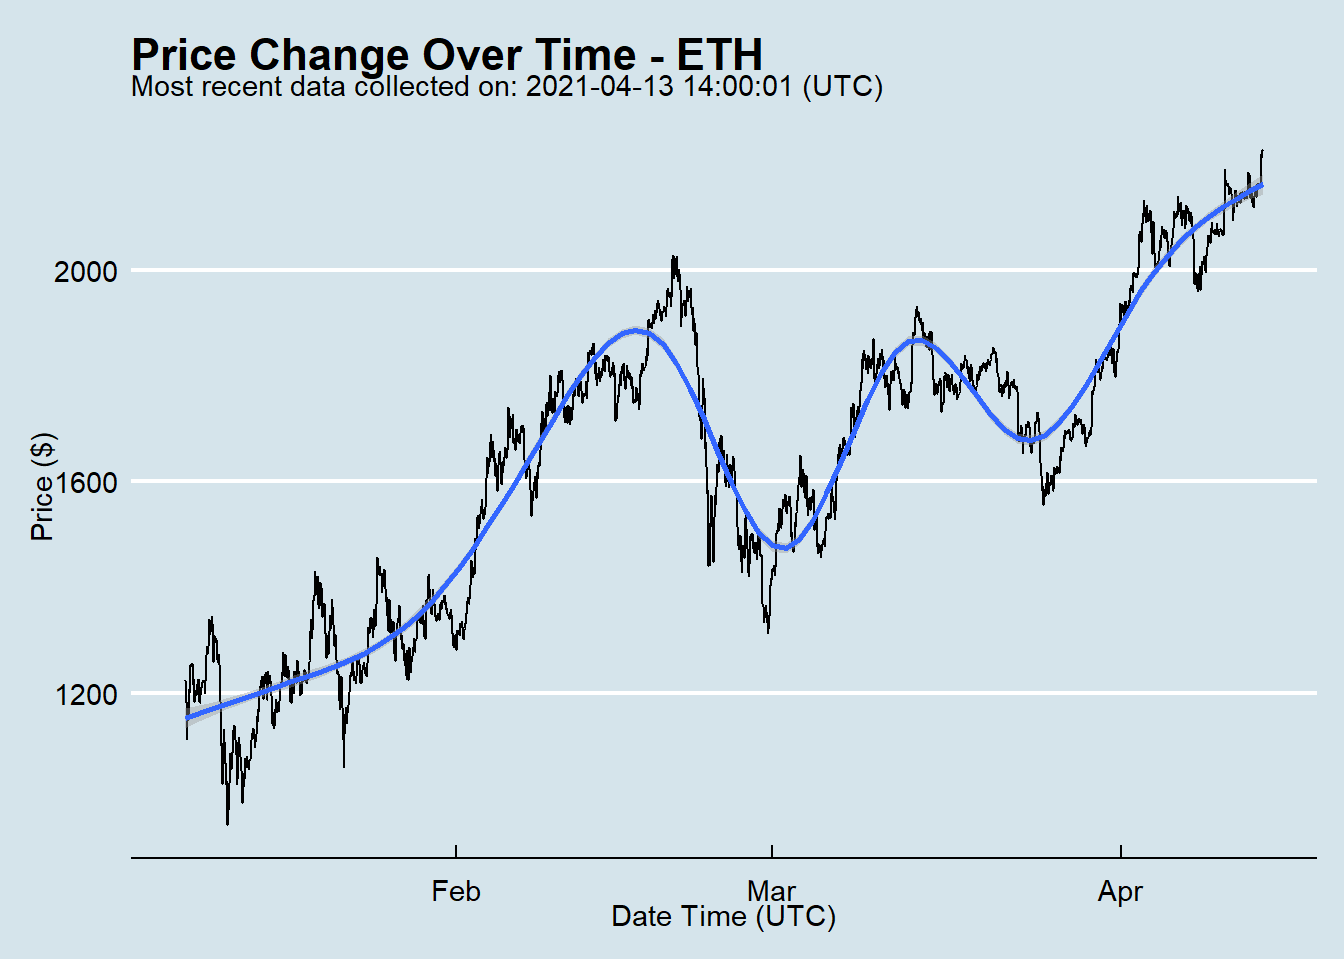 Price Change Over Time - ETH
Most recent data collected on: 2021-04-13 14:00:01 (UTC)
Price ($)
2000
1600
1200
Feb
Mar
Apr
Date Time (UTC)